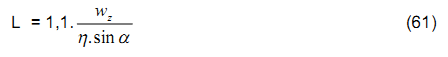 L = 1,1. w_z / η.sin α (61)